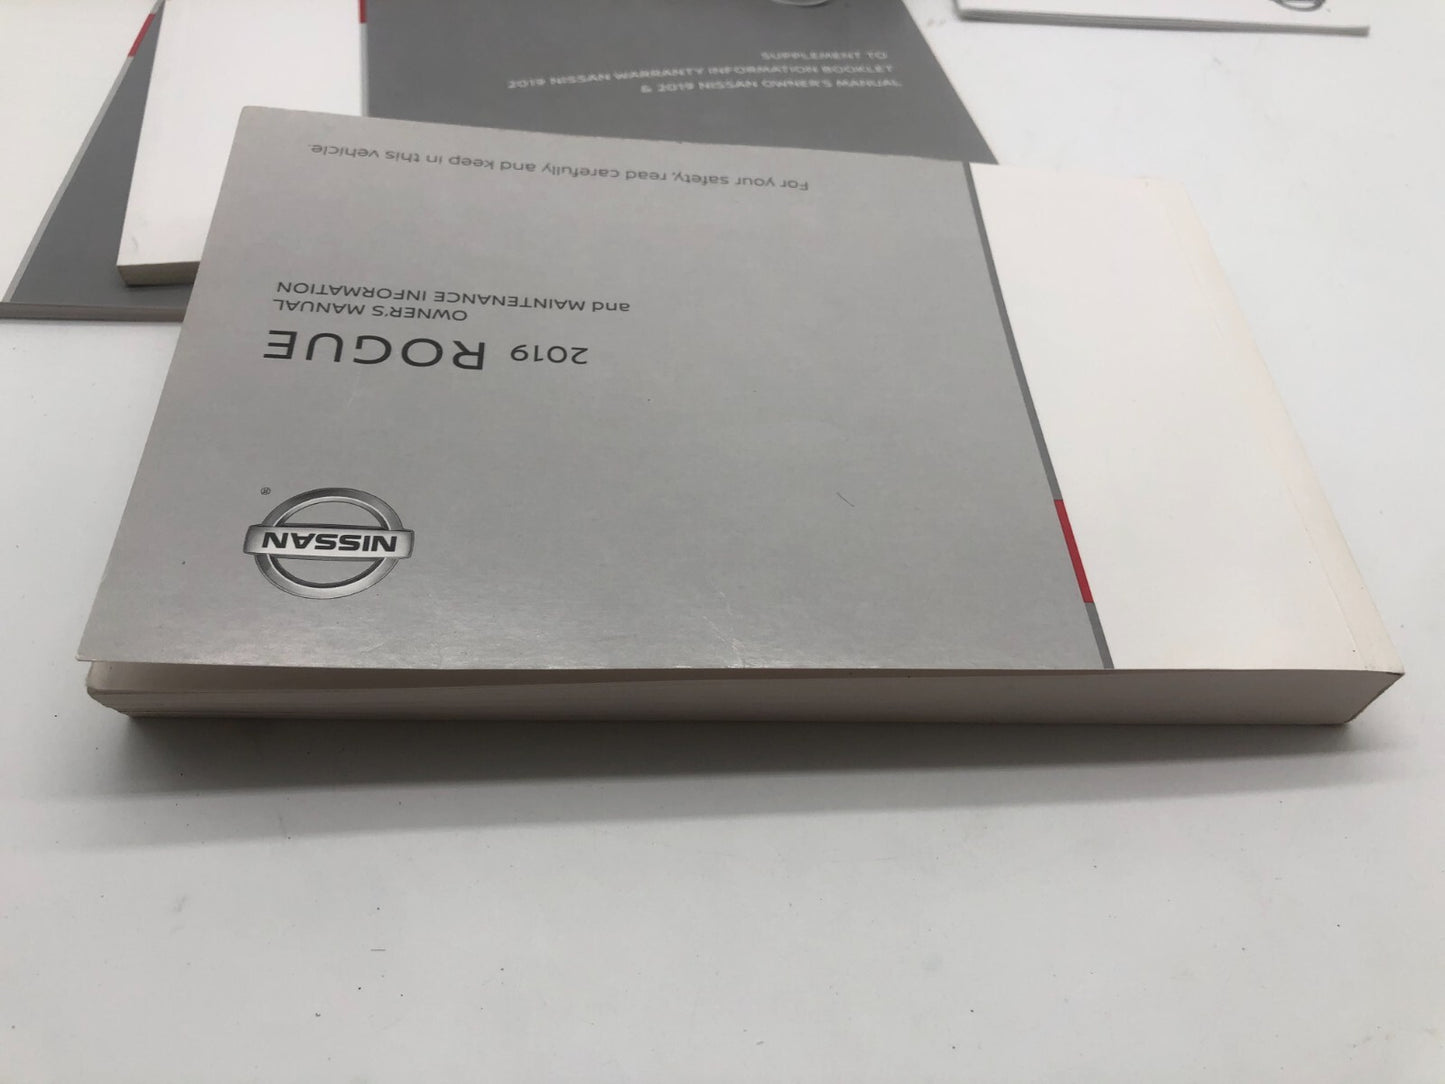 SUPPLEMENT TO
2019 NISSAN WARRANTY INFORMATION BOOKLET
& 2019 NISSAN OWNER'S MANUAL
NISSAN
®
2019 ROGUE
OWNER'S MANUAL
and MAINTENANCE INFORMATION
For your safety, read carefully and keep in this vehicle.